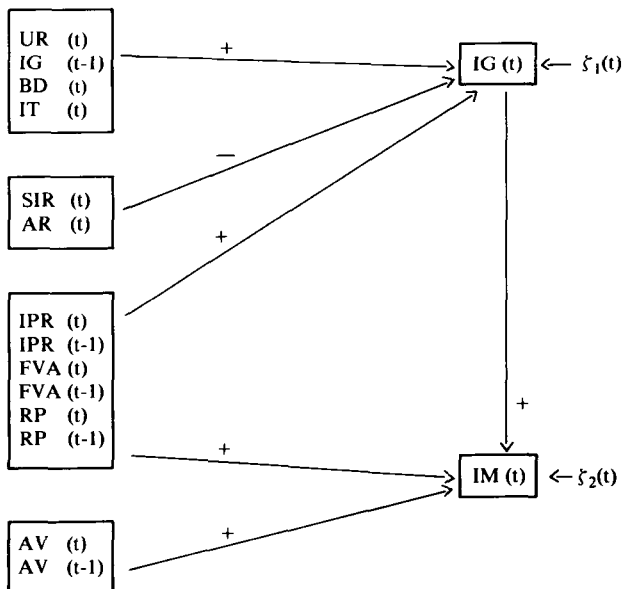 UR (t)
IG (t-1)
BD (t)
IT (t)
+
IG (t)
ζ1(t)
SIR (t)
AR (t)
—
+
IPR (t)
IPR (t-1)
FVA (t)
FVA (t-1)
RP (t)
RP (t-1)
+
+
IM (t)
ζ2(t)
AV (t)
AV (t-1)
+